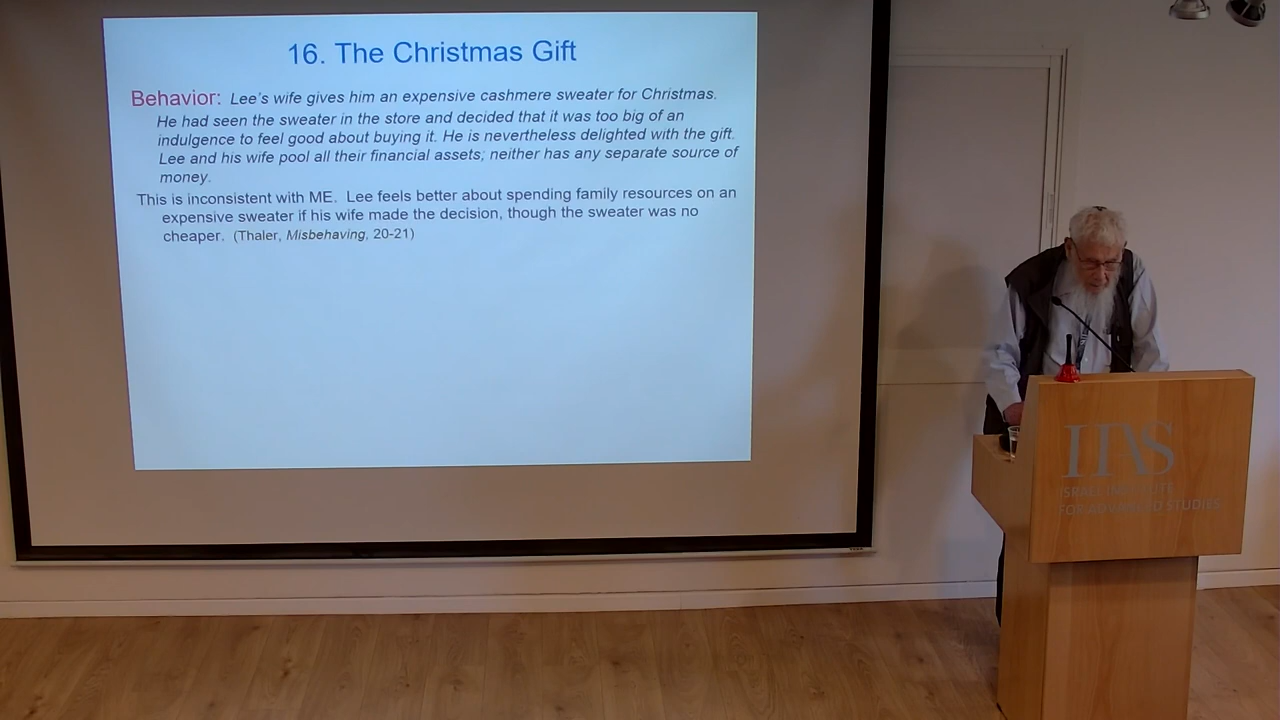 16. The Christmas Gift
Behavior: Lee's wife gives him an expensive cashmere sweater for Christmas.
He had seen the sweater in the store and decided that it was too big of an
indulgence to feel good about buying it. He is nevertheless delighted with the gift.
Lee and his wife pool all their financial assets; neither has any separate source of
money.
This is inconsistent with ME. Lee feels better about spending family resources on an
expensive sweater if his wife made the decision, though the sweater was no
cheaper. (Thaler, Misbehaving, 20-21)
IIAS
ISRAEL INSTITUTE
FOR ADVANCED STUDIES